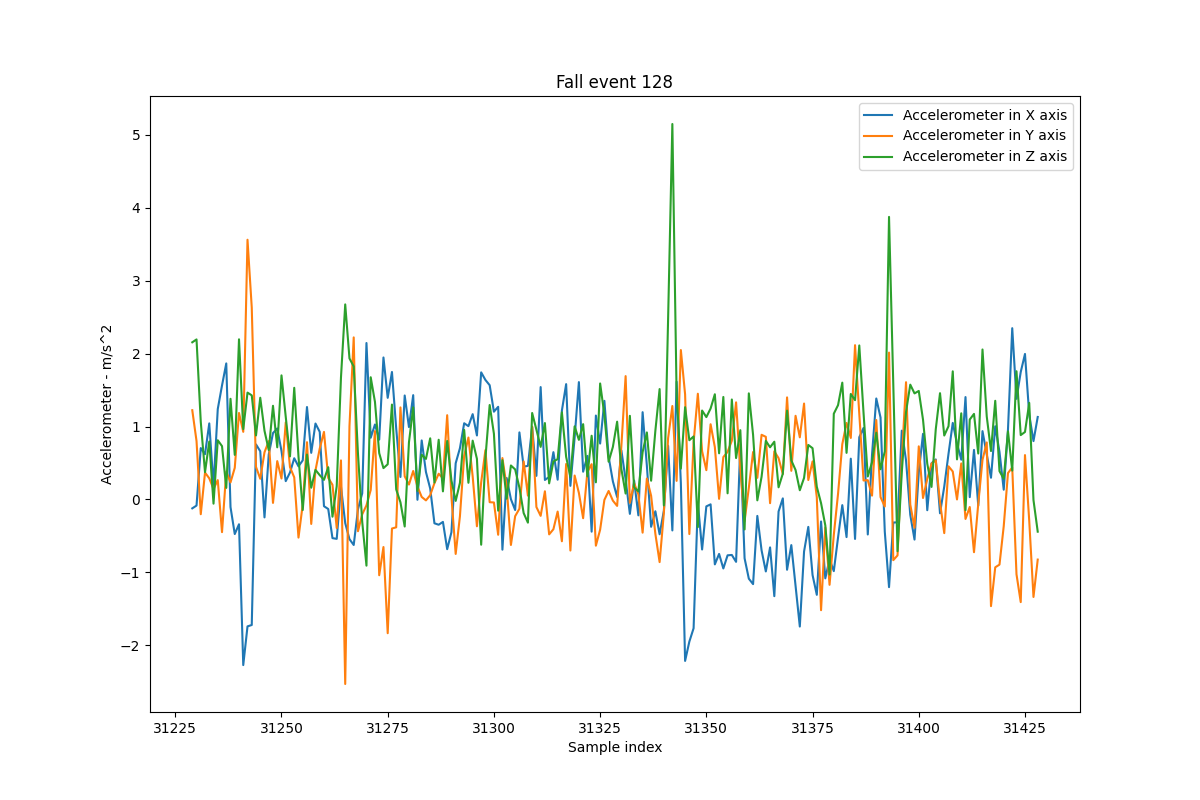 Fall event 128
Accelerometer in X axis
Accelerometer in Y axis
Accelerometer in Z axis
Accelerometer - m/s^2
5
4
3
2
1
0
−1
−2
31225 31250 31275 31300 31325 31350 31375 31400 31425
Sample index